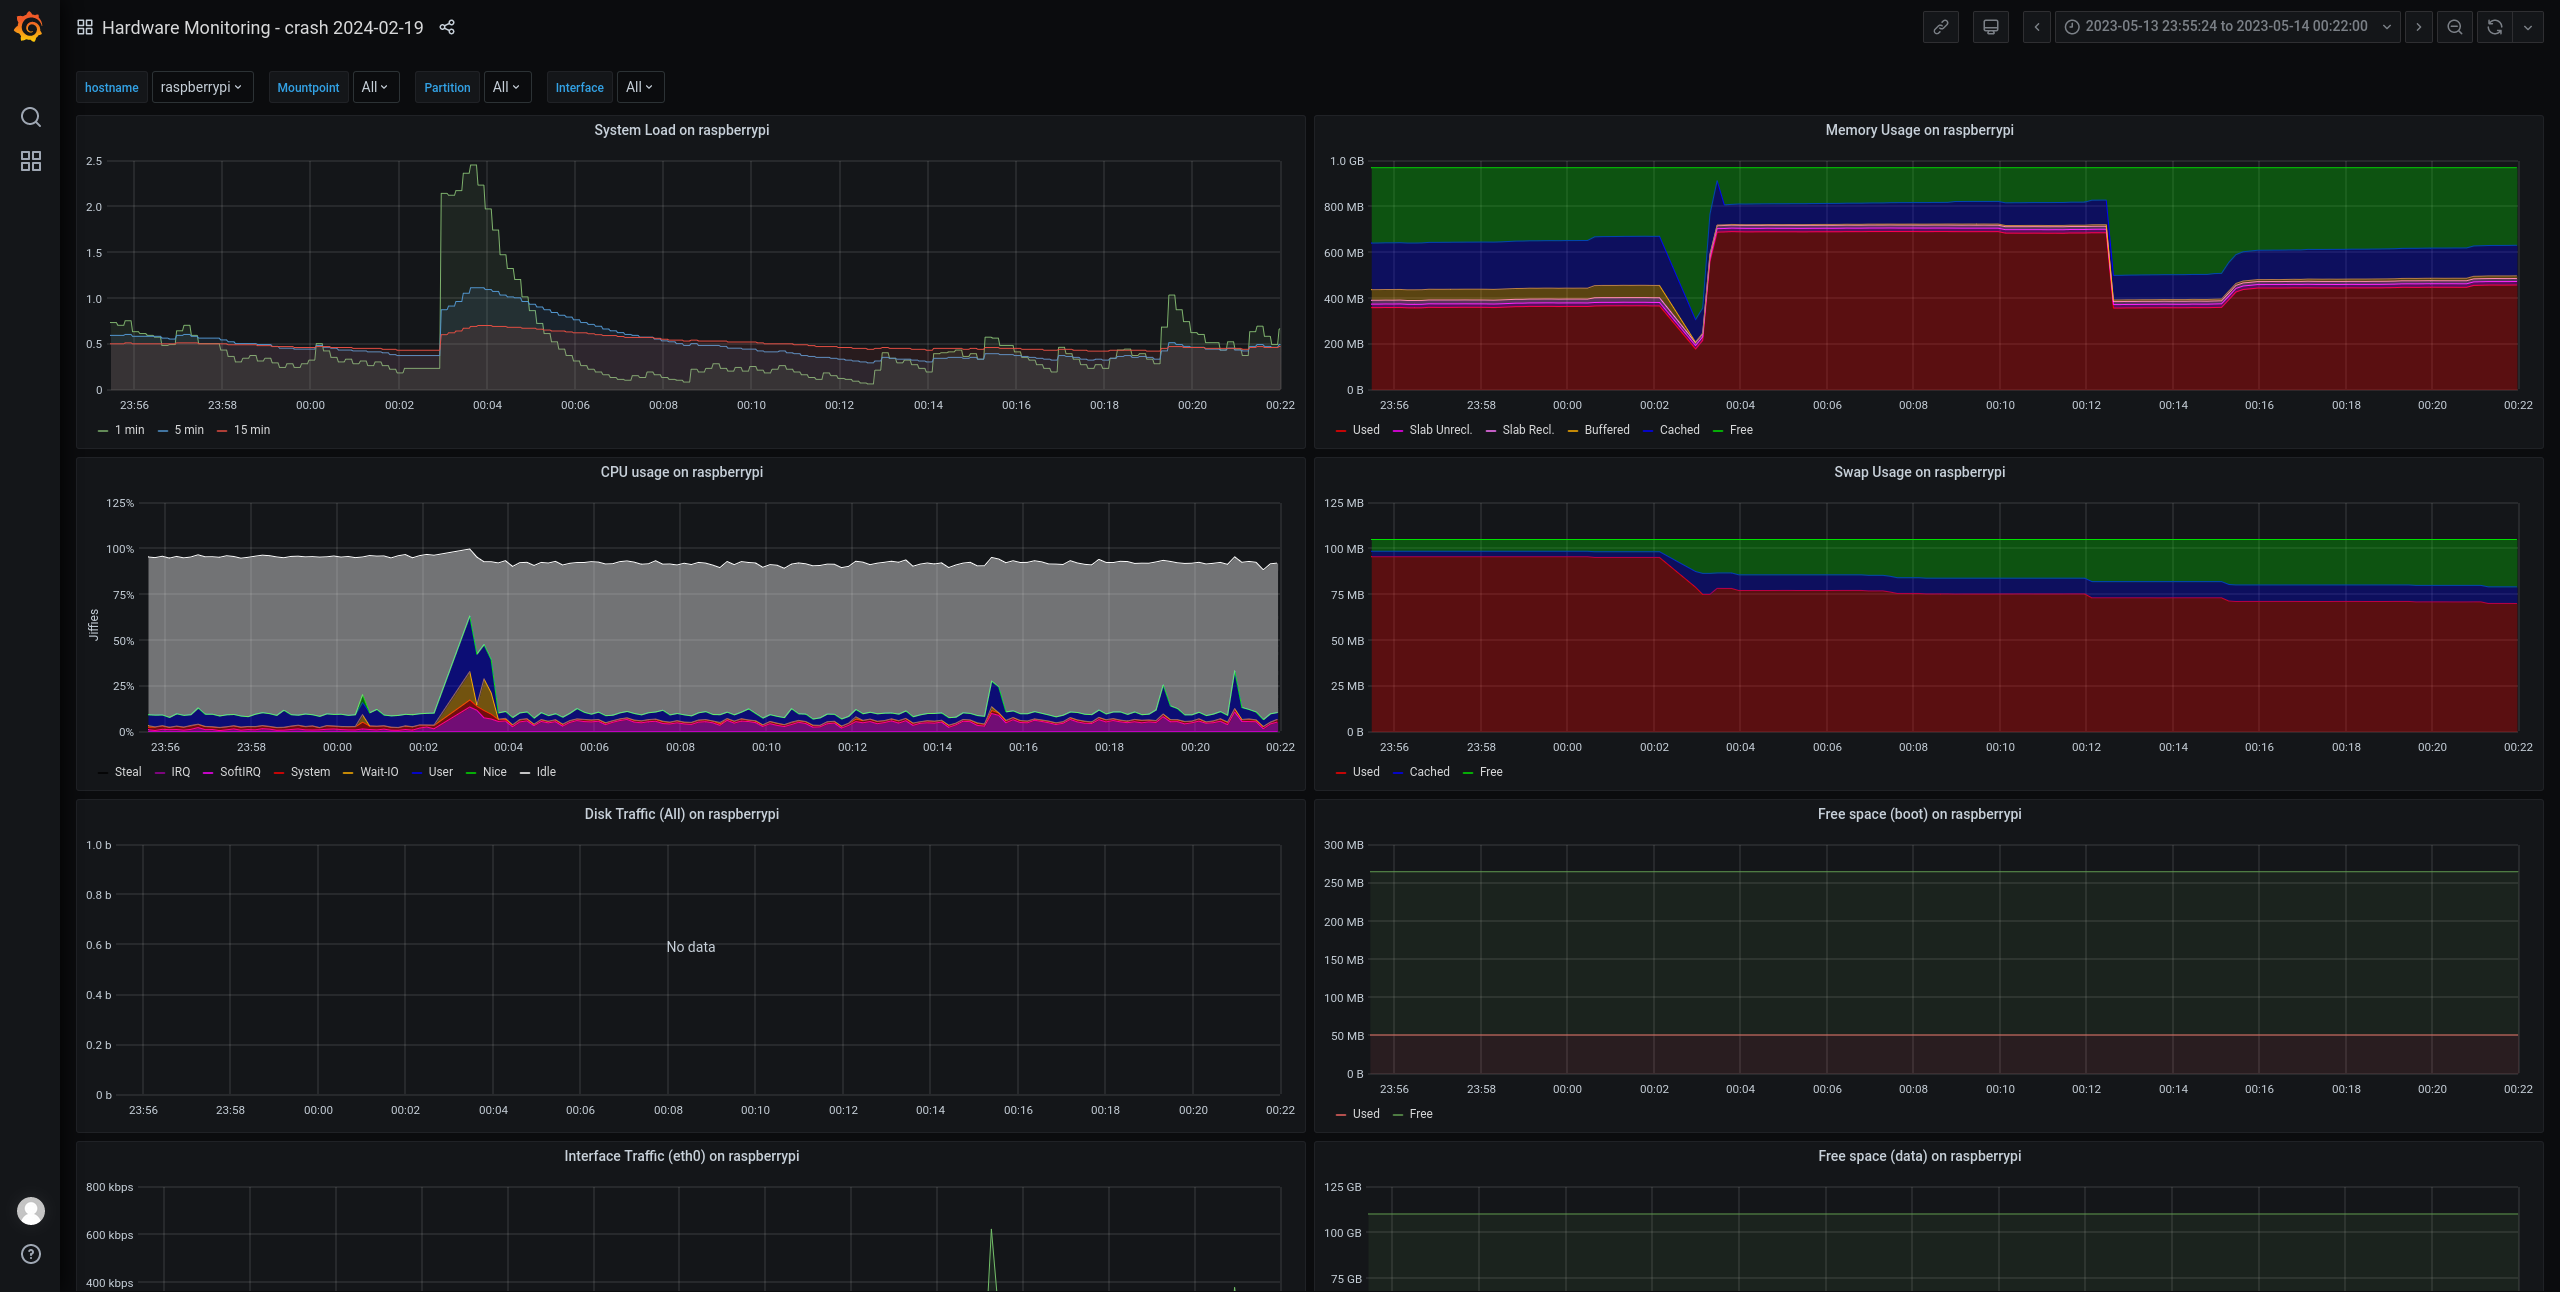 Hardware Monitoring - crash 2024-02-19
2023-05-13 23:55:24 to 2023-05-14 00:22:00
hostname raspberrypi Mountpoint All Partition All Interface All
System Load on raspberrypi
2.5
2.0
1.5
1.0
0.5
0
23:56 23:58 00:00 00:02 00:04 00:06 00:08 00:10 00:12 00:14 00:16 00:18 00:20 00:22
1 min 5 min 15 min
Memory Usage on raspberrypi
1.0 GB
800 MB
600 MB
400 MB
200 MB
0 B
23:56 23:58 00:00 00:02 00:04 00:06 00:08 00:10 00:12 00:14 00:16 00:18 00:20 00:22
Used Slab Unrecl. Slab Recl. Buffered Cached Free
CPU usage on raspberrypi
Jiffies
125%
100%
75%
50%
25%
0%
23:56 23:58 00:00 00:02 00:04 00:06 00:08 00:10 00:12 00:14 00:16 00:18 00:20 00:22
Steal IRQ SoftIRQ System Wait-IO User Nice Idle
Swap Usage on raspberrypi
125 MB
100 MB
75 MB
50 MB
25 MB
0 B
23:56 23:58 00:00 00:02 00:04 00:06 00:08 00:10 00:12 00:14 00:16 00:18 00:20 00:22
Used Cached Free
Disk Traffic (All) on raspberrypi
1.0 b
0.8 b
0.6 b
0.4 b
0.2 b
0 b
No data
23:56 23:58 00:00 00:02 00:04 00:06 00:08 00:10 00:12 00:14 00:16 00:18 00:20 00:22
Free space (boot) on raspberrypi
300 MB
250 MB
200 MB
150 MB
100 MB
50 MB
0 B
23:56 23:58 00:00 00:02 00:04 00:06 00:08 00:10 00:12 00:14 00:16 00:18 00:20 00:22
Used Free
Interface Traffic (eth0) on raspberrypi
800 kbps
600 kbps
400 kbps
Free space (data) on raspberrypi
125 GB
100 GB
75 GB